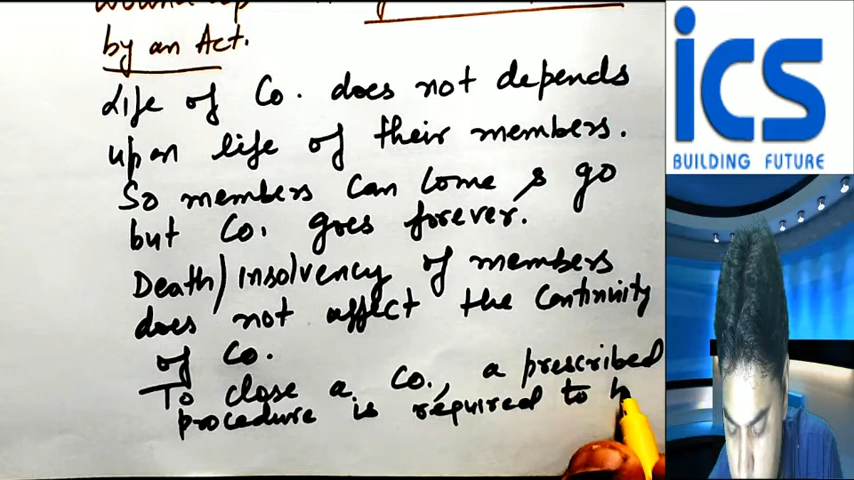 by an Act.
Life of Co. does not depends
upon life of their members.
So members can come & go
but Co. goes forever.
Death/insolvency of members
does not affect the continuity
of Co.
To close a Co., a prescribed
procedure is required to
ics
BUILDING FUTURE